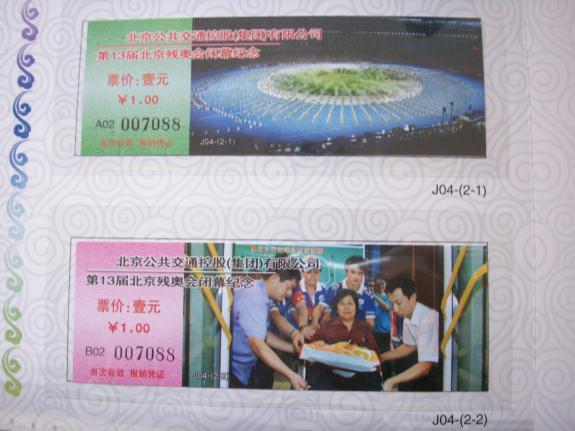 北京公共交通控股(集团)有限公司
第13届北京残奥会闭幕纪念
票价:壹元
￥1.00
A02 007088
当次有效 报销凭证
J04-(2-1)
J04-(2-1)
北京公共交通控股(集团)有限公司
第13届北京残奥会闭幕纪念
票价:壹元
￥1.00
B02 007088
当次有效 报销凭证
J04-(2-2)